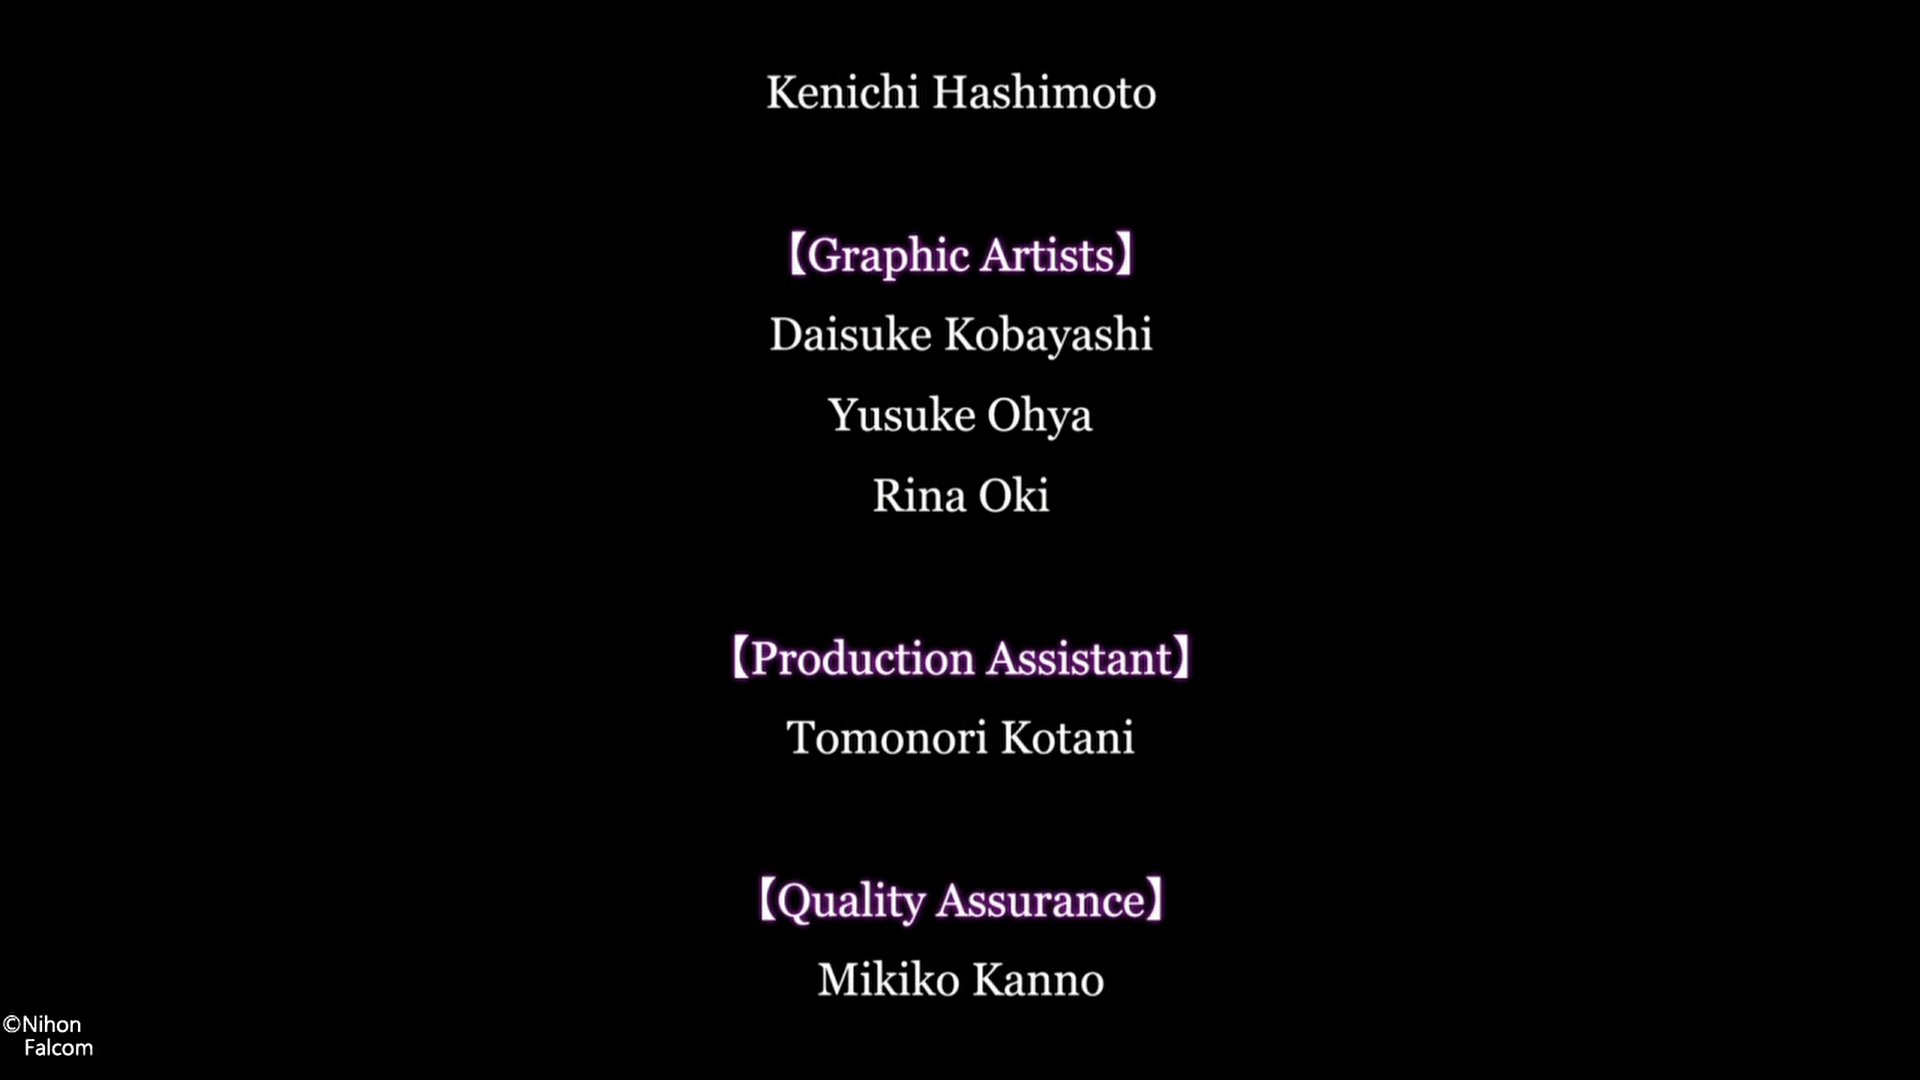 Kenichi Hashimoto
【Graphic Artists】
Daisuke Kobayashi
Yusuke Ohya
Rina Oki
【Production Assistant】
Tomonori Kotani
【Quality Assurance】
Mikiko Kanno
©Nihon
Falcom